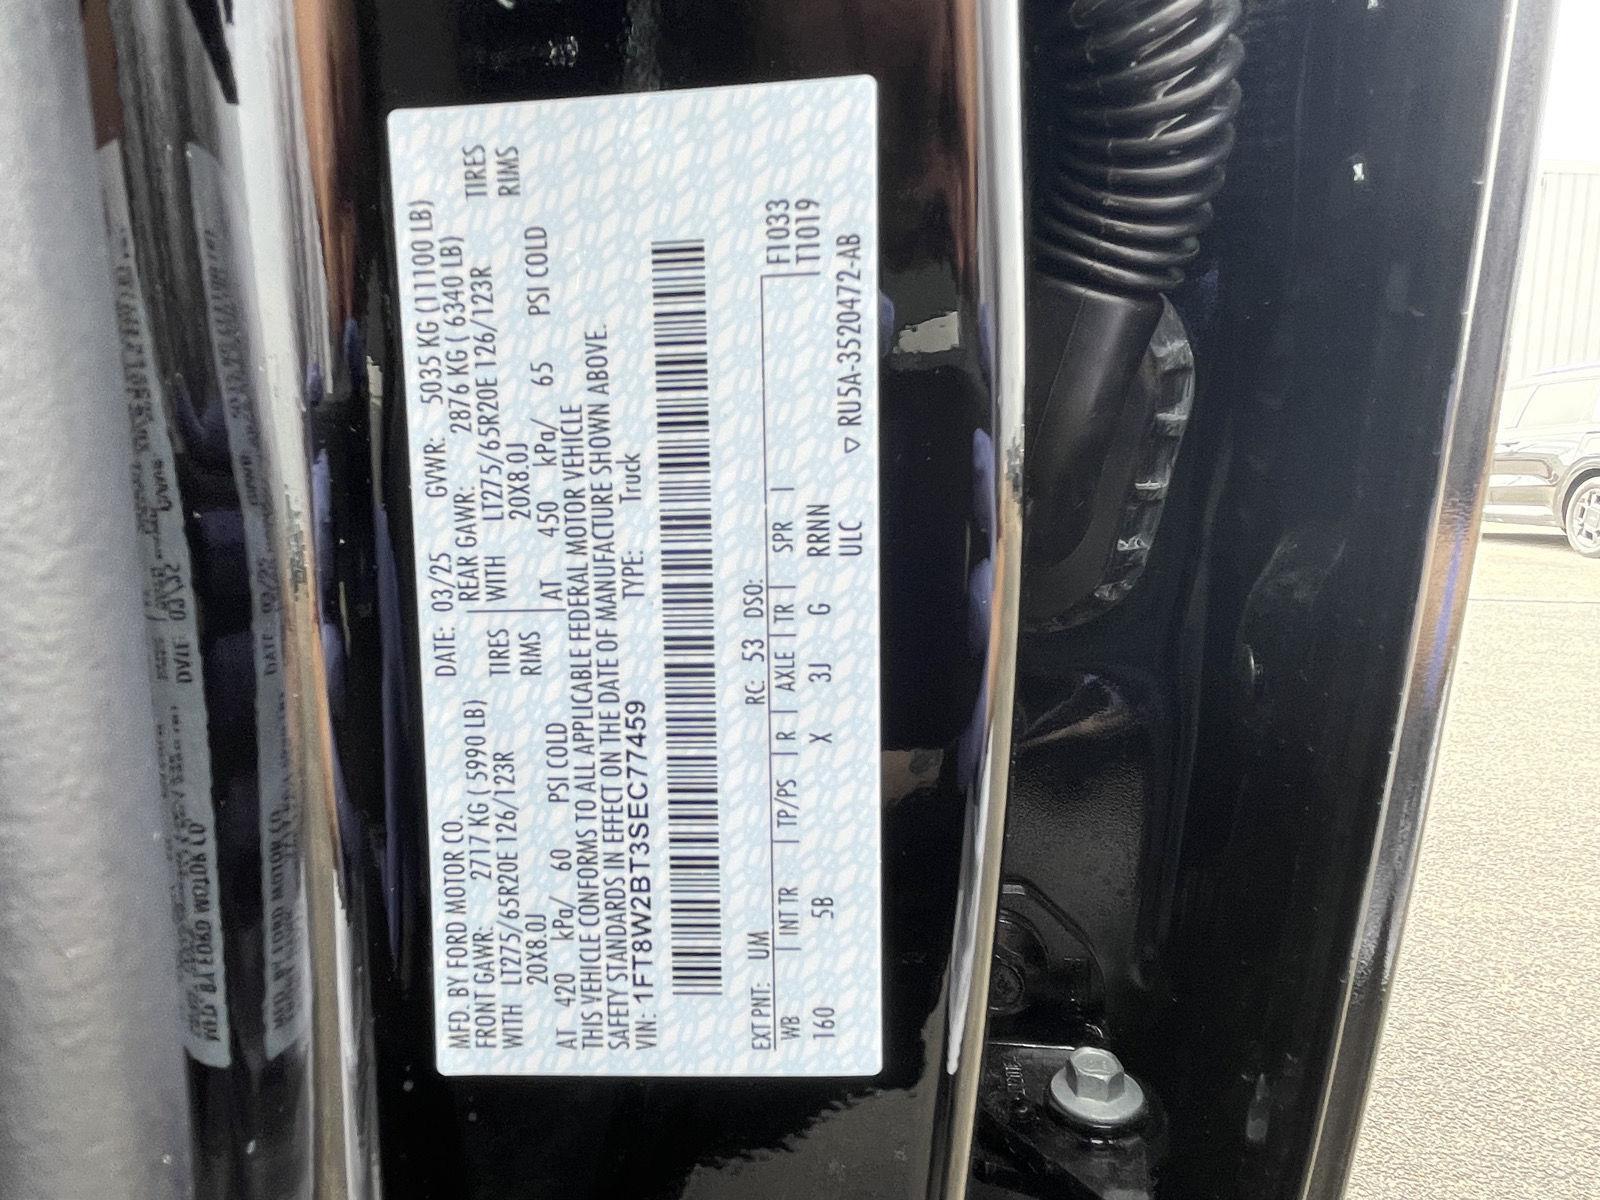 MFD. BY FORD MOTOR CO. DATE: 03/25 GVWR: 5035 KG (11100 LB)
FRONT GAWR: 2717 KG ( 5990 LB) REAR GAWR: 2876 KG ( 6340 LB)
WITH LT275/65R20E 126/123R TIRES WITH LT275/65R20E 126/123R TIRES
20X8.0J RIMS 20X8.0J RIMS
AT 420 kPa/ 60 PSI COLD AT 450 kPa/ 65 PSI COLD
THIS VEHICLE CONFORMS TO ALL APPLICABLE FEDERAL MOTOR VEHICLE
SAFETY STANDARDS IN EFFECT ON THE DATE OF MANUFACTURE SHOWN ABOVE.
VIN: 1FT8W2BT3SEC77459 TYPE: Truck
EXT PNT: UM RC: 53 DSO:
WB | INT TR | TP/PS | R | AXLE | TR | SPR | F1033
160 5B X 3J G RRNN T1019
ULC ▽ RU5A-3520472-AB